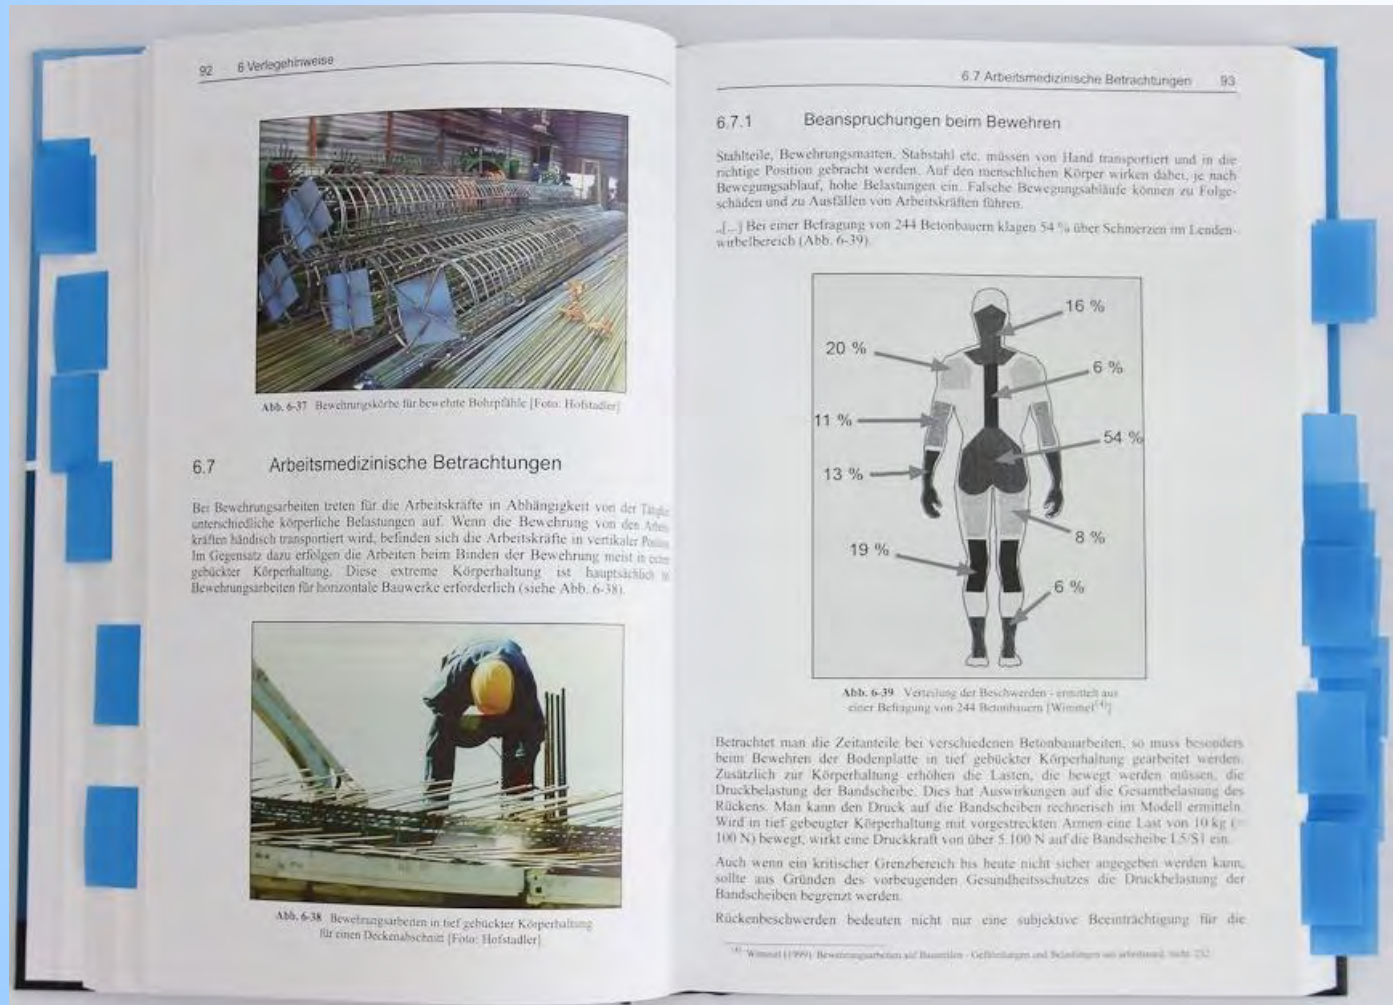 92 6 Verlegehinweise
Abb. 6-37 Bewehrungskörbe für bewehrte Bohrpfähle [Foto: Hofstadler]
6.7 Arbeitsmedizinische Betrachtungen
Bei Bewehrungsarbeiten treten für die Arbeitskräfte in Abhängigkeit von der
unterschiedliche körperliche Belastungen auf. Wenn die Bewehrung von den
kräften händisch transportiert wird, befinden sich die Arbeitskräfte in vertikaler
Im Gegensatz dazu erfolgen die Arbeiten beim Binden der Bewehrung meist in
gebückter Körperhaltung. Diese extreme Körperhaltung ist hauptsächlich
Bewehrungsarbeiten für horizontale Bauwerke erforderlich (siehe Abb. 6-38).
Abb. 6-38 Bewehrungsarbeiten in tief gebückter Körperhaltung
für einen Deckenabschnitt [Foto: Hofstadler]
6.7 Arbeitsmedizinische Betrachtungen 93
6.7.1 Beanspruchungen beim Bewehren
Stahlteile, Bewehrungsmatten, Stabstahl etc. müssen von Hand transportiert und in die
richtige Position gebracht werden. Auf den menschlichen Körper wirken dabei, je nach
Bewegungsablauf, hohe Belastungen ein. Falsche Bewegungsabläufe können zu Folge-
schäden und zu Ausfällen von Arbeitskräften führen.
„[...] Bei einer Befragung von 244 Betonbauern klagen 54 % über Schmerzen im Lenden-
wirbelbereich (Abb. 6-39).
16 %
20 %
6 %
11 %
54 %
13 %
8 %
19 %
6 %
Abb. 6-39 Verteilung der Beschwerden - ermittelt aus
einer Befragung von 244 Betonbauern [Wimmel
Betrachtet man die Zeitanteile bei verschiedenen Betonbauarbeiten, so muss besonders
beim Bewehren der Bodenplatte in tief gebückter Körperhaltung gearbeitet werden.
Zusätzlich zur Körperhaltung erhöhen die Lasten, die bewegt werden müssen, die
Druckbelastung der Bandscheibe. Dies hat Auswirkungen auf die Gesamtbelastung des
Rückens. Man kann den Druck auf die Bandscheiben rechnerisch im Modell ermitteln.
Wird in tief gebeugter Körperhaltung mit vorgestreckten Armen eine Last von 10 kg (=
100 N) bewegt, wirkt eine Druckkraft von über 5.100 N auf die Bandscheibe L5/S1 ein.
Auch wenn ein kritischer Grenzbereich bis heute nicht sicher angegeben werden kann,
sollte aus Gründen des vorbeugenden Gesundheitsschutzes die Druckbelastung der
Bandscheiben begrenzt werden.
Rückenbeschwerden bedeuten nicht nur eine subjektive Beeinträchtigung für die
Wimmel (1999): Bewehrungsarbeiten auf Baustellen - Gefährdungen und Belastungen